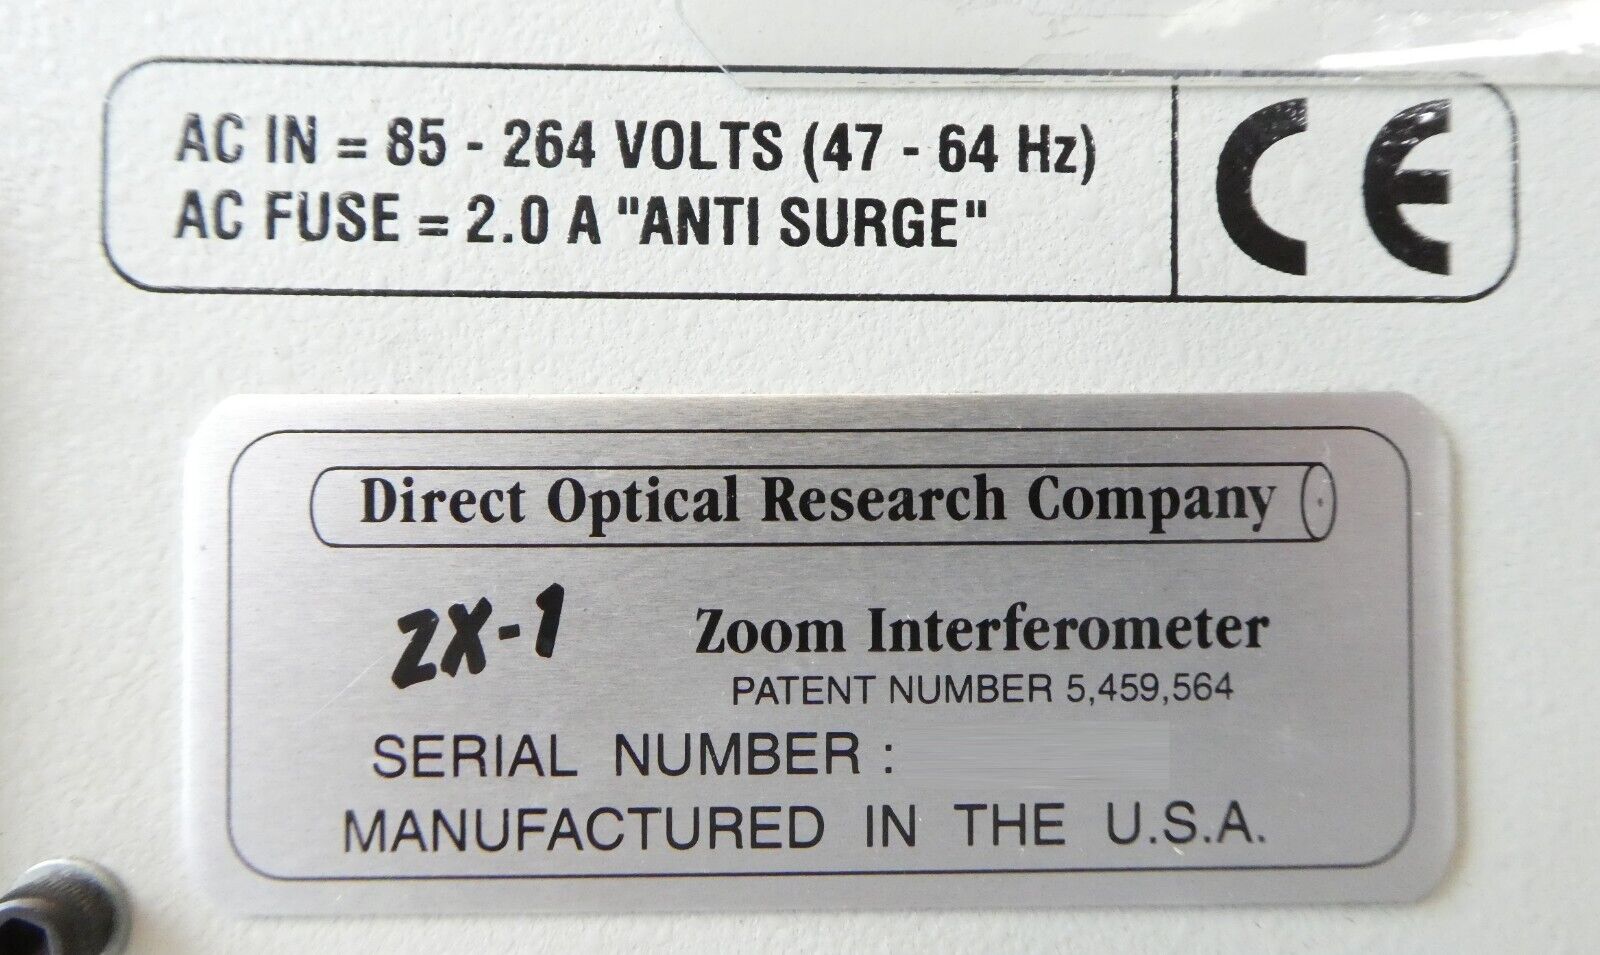 AC IN = 85 - 264 VOLTS (47 - 64 Hz)
AC FUSE = 2.0 A "ANTI SURGE"
CE
Direct Optical Research Company
ZX-1
Zoom Interferometer
PATENT NUMBER 5,459,564
SERIAL NUMBER :
MANUFACTURED IN THE U.S.A.